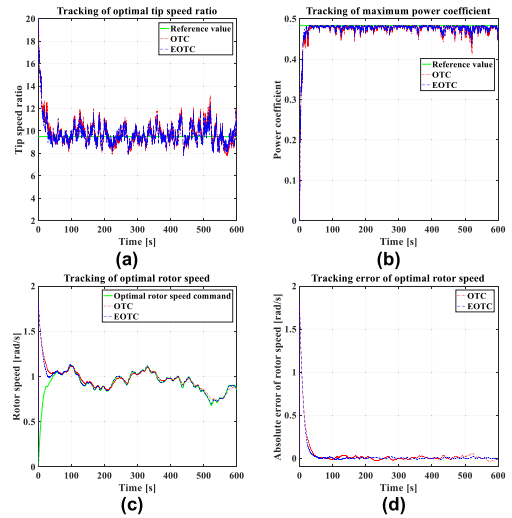 Tracking of optimal tip speed ratio
20
18
16
14
12
10
8
6
4
2
0
100
200
300
400
500
600
Tip speed ratio
Time [s]
Reference value
OTC
EOTC
(a)
Tracking of maximum power coefficient
0.5
0.4
0.3
0.2
0.1
0
0
100
200
300
400
500
600
Power coefficient
Time [s]
Reference value
OTC
EOTC
(b)
Tracking of optimal rotor speed
2
1.5
1
0.5
0
0
100
200
300
400
500
600
Rotor speed [rad/s]
Time [s]
Optimal rotor speed command
OTC
EOTC
(c)
Tracking error of optimal rotor speed
2
1.5
1
0.5
0
0
100
200
300
400
500
600
Absolute error of rotor speed [rad/s]
Time [s]
OTC
EOTC
(d)